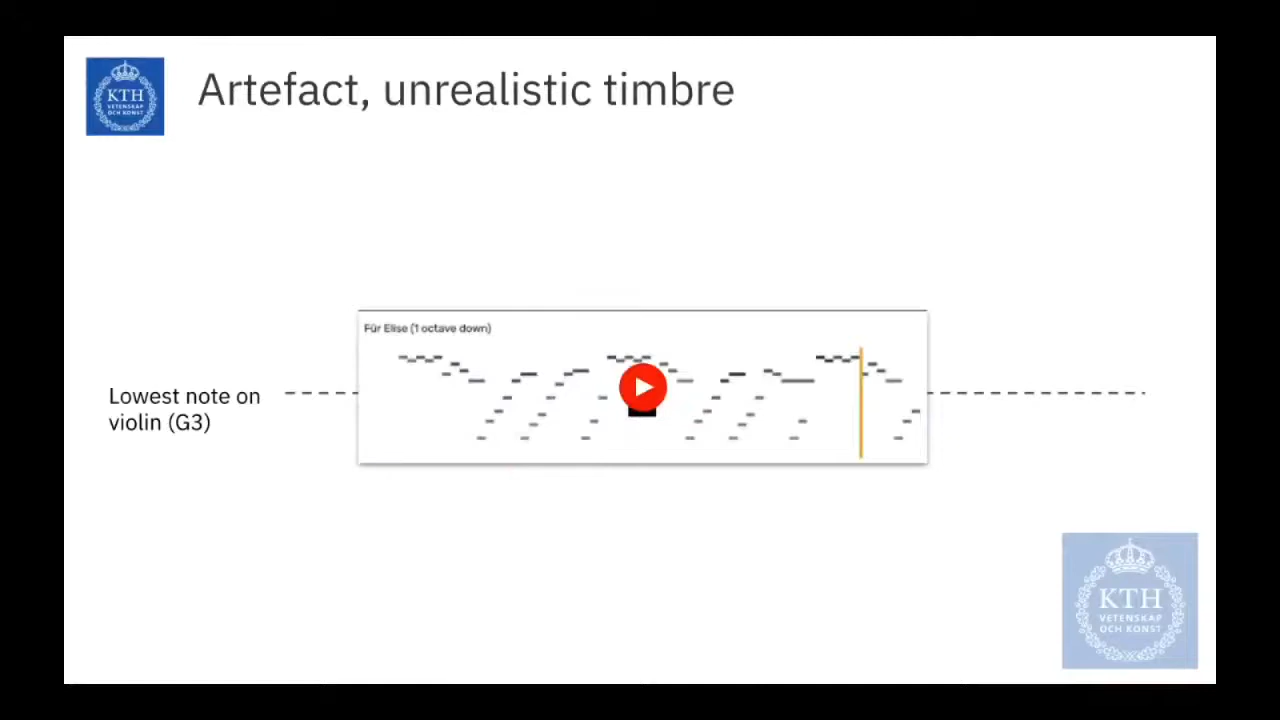 KTH
VETENSKAP
OCH KONST
Artefact, unrealistic timbre
Für Elise (1 octave down)
Lowest note on
violin (G3)
KTH
VETENSKAP
OCH KONST